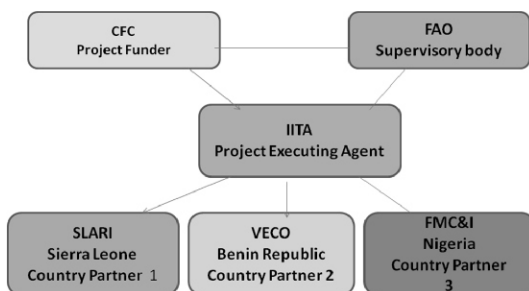 CFC
Project Funder
FAO
Supervisory body
IITA
Project Executing Agent
SLARI
Sierra Leone
Country Partner 1
VECO
Benin Republic
Country Partner 2
FMC&I
Nigeria
Country Partner
3